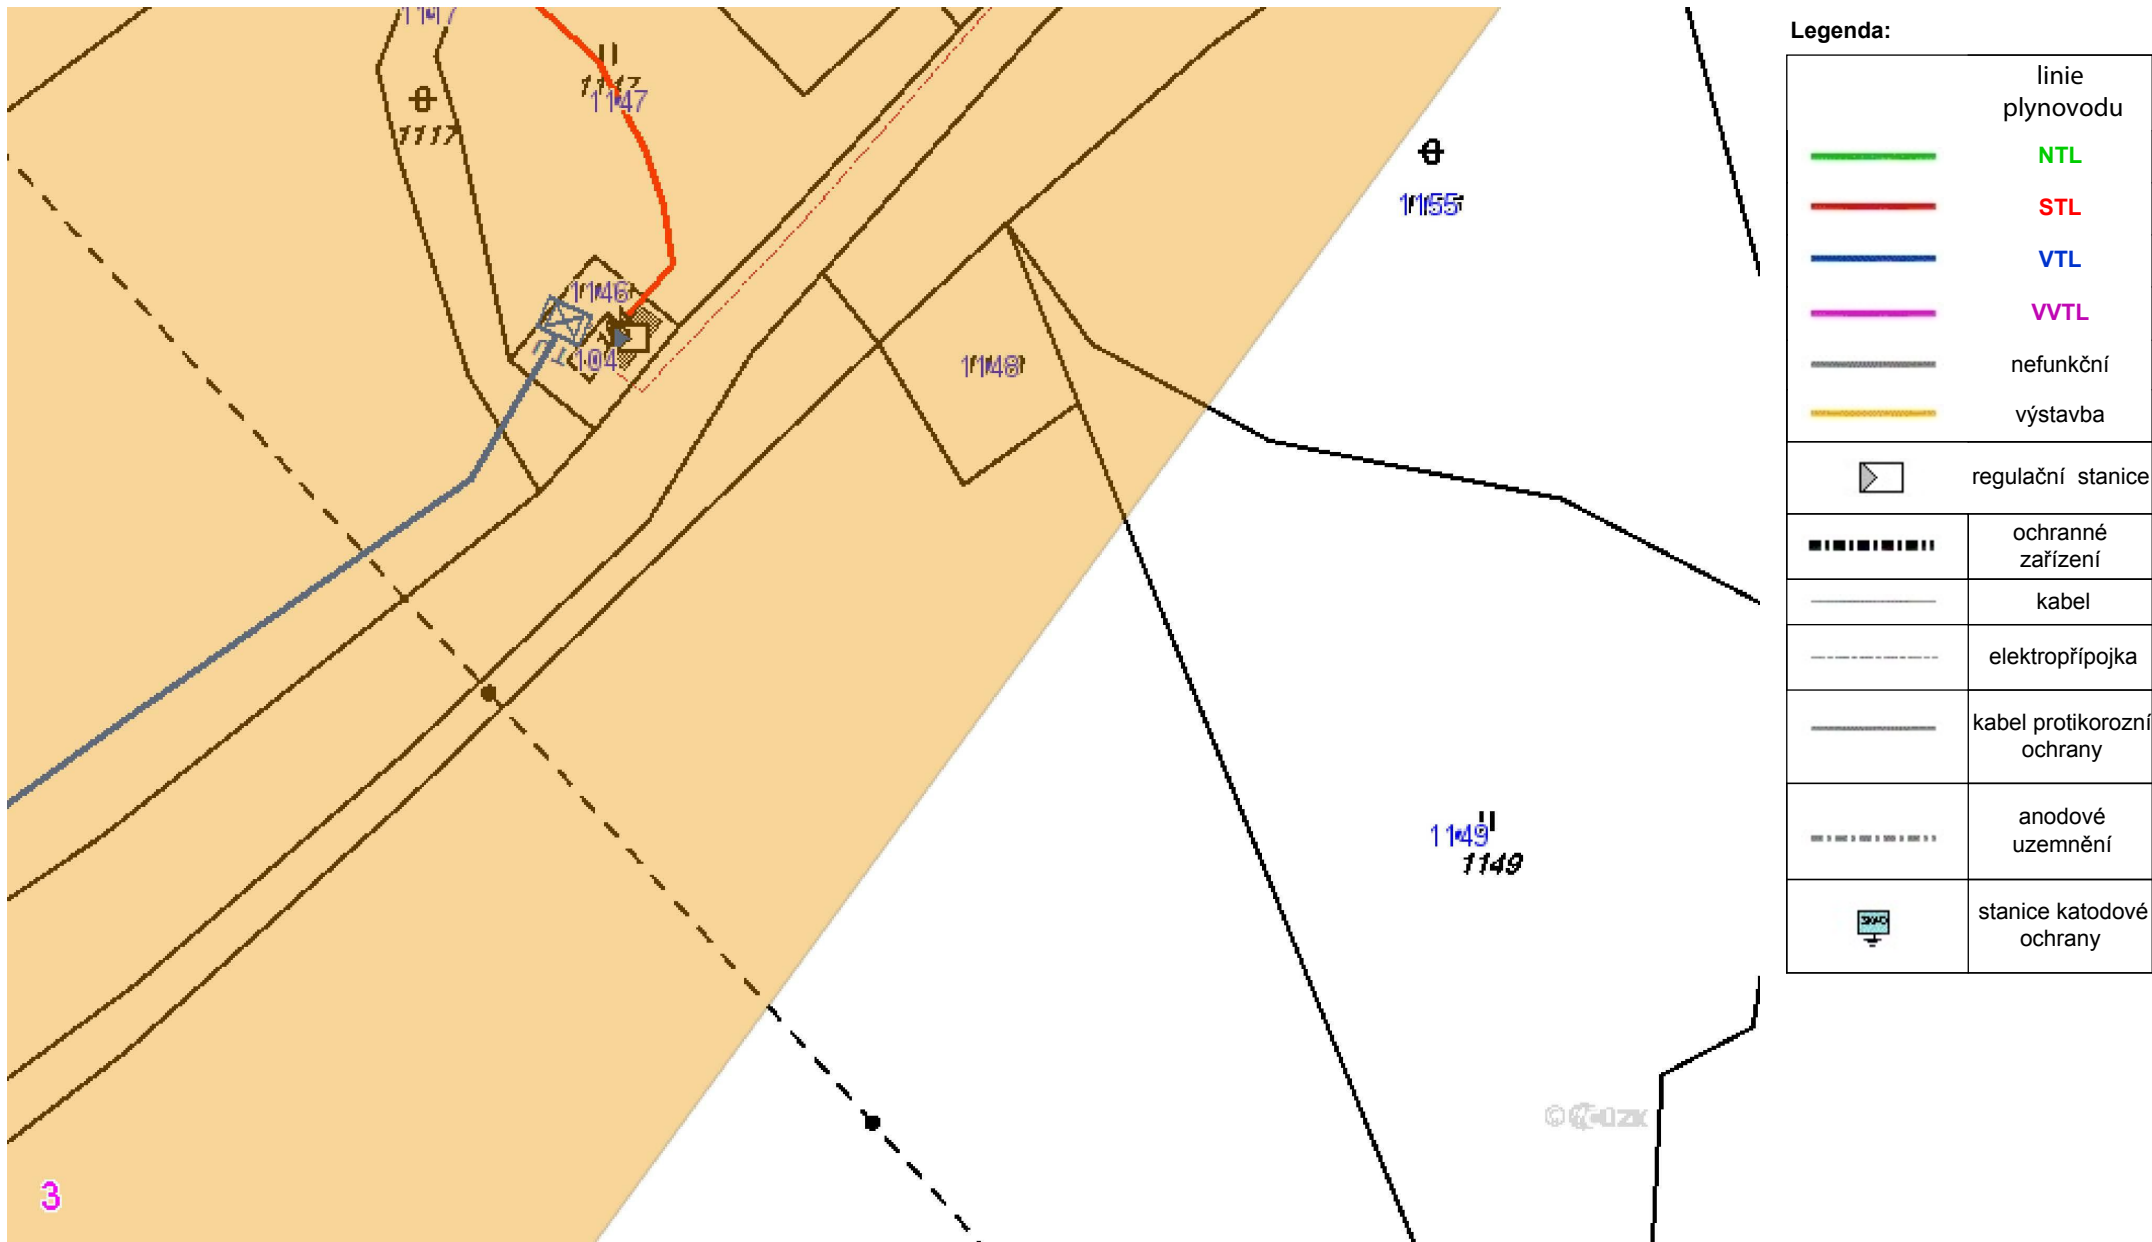 1147
1117
1147
1117
1155
1146
104
1148
1149
1149
3
Legenda:
linie
plynovodu
NTL
STL
VTL
VVTL
nefunkční
výstavba
regulační stanice
ochranné
zařízení
kabel
elektropřípojka
kabel protikorozní
ochrany
anodové
uzemnění
stanice katodové
ochrany